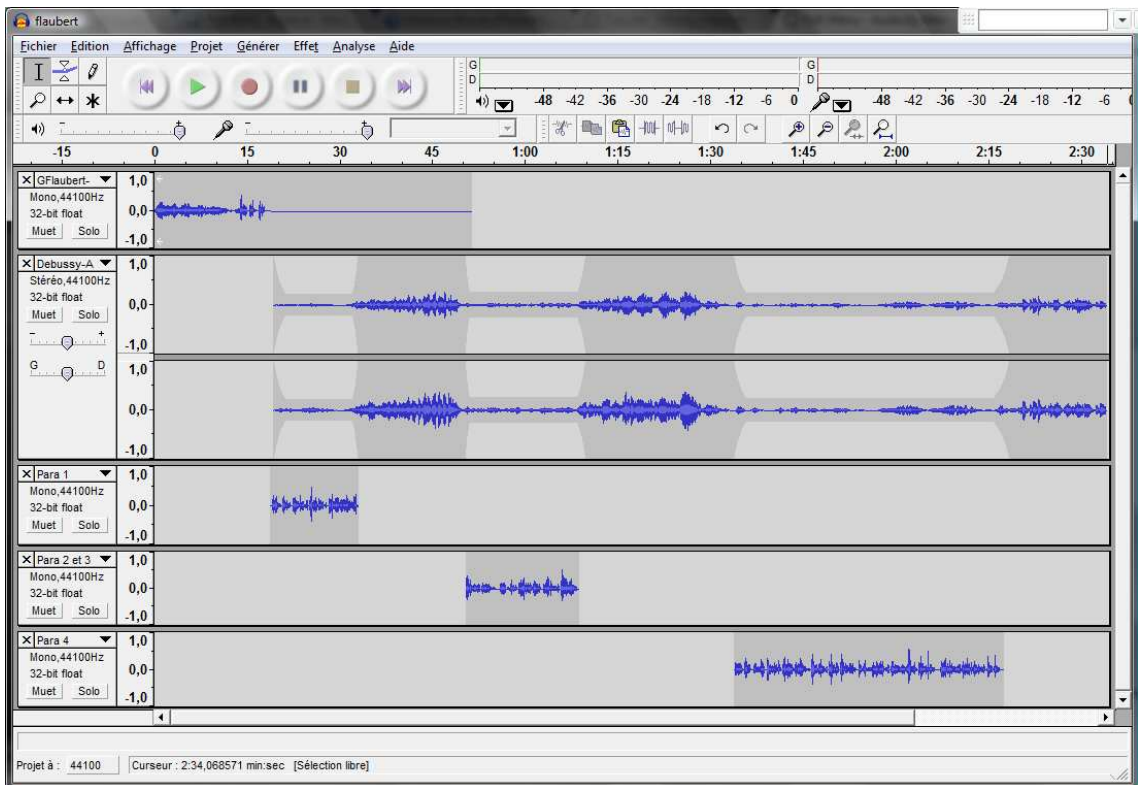 flaubert
Fichier Edition Affichage Projet Générer Effet Analyse Aide
G
D
-48 -42 -36 -30 -24 -18 -12 -6 0
G
D
-48 -42 -36 -30 -24 -18 -12 -6
-15 0 15 30 45 1:00 1:15 1:30 1:45 2:00 2:15 2:30
GFlaubert-
Mono,44100Hz
32-bit float
Muet Solo
1,0
0,0
-1,0
Debussy-A
Stéréo,44100Hz
32-bit float
Muet Solo
- +
G D
1,0
0,0
-1,0
1,0
0,0
-1,0
Para 1
Mono,44100Hz
32-bit float
Muet Solo
1,0
0,0
-1,0
Para 2 et 3
Mono,44100Hz
32-bit float
Muet Solo
1,0
0,0
-1,0
Para 4
Mono,44100Hz
32-bit float
Muet Solo
1,0
0,0
-1,0
Projet à : 44100 Curseur : 2:34,068571 min:sec [Sélection libre]